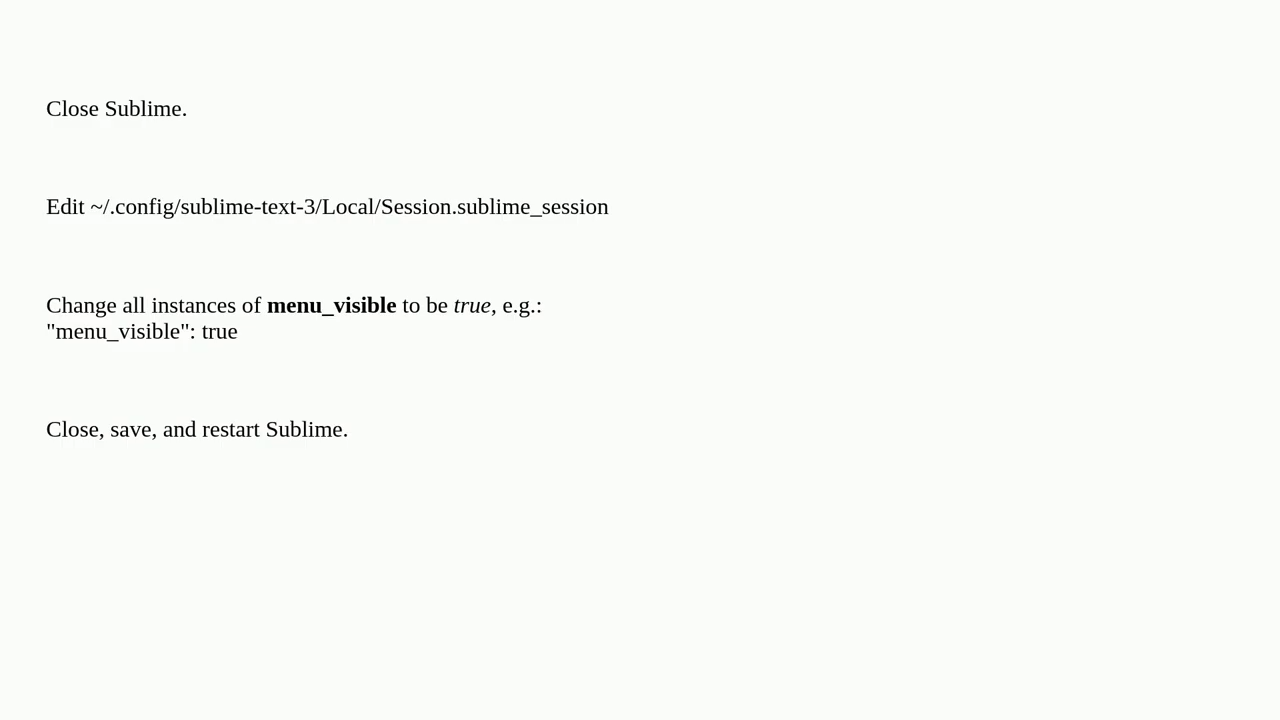 Close Sublime.
Edit ~/.config/sublime-text-3/Local/Session.sublime_session
Change all instances of menu_visible to be true, e.g.:
"menu_visible": true
Close, save, and restart Sublime.